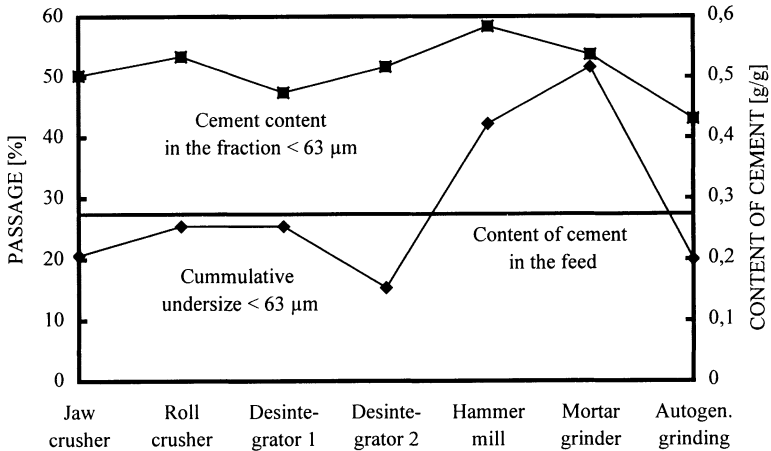 60
50
40
30
20
10
0
PASSAGE [%]
0,6
0,5
0,4
0,3
0,2
0,1
0
CONTENT OF CEMENT [g/g]
Cement content
in the fraction < 63 µm
Content of cement
in the feed
Cummulative
undersize < 63 µm
Jaw
crusher
Roll
crusher
Desinte-
grator 1
Desinte-
grator 2
Hammer
mill
Mortar
grinder
Autogen.
grinding